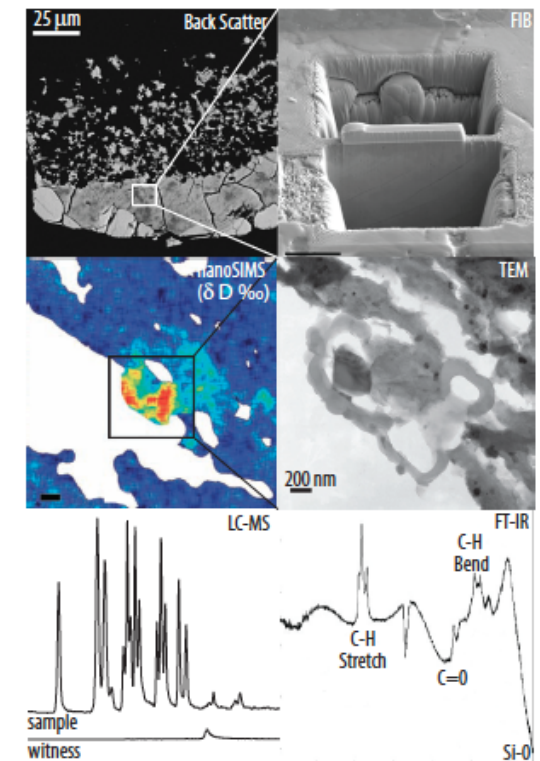 25 µm
Back Scatter
FIB
nanoSIMS
(δ D ‰)
TEM
200 nm
LC-MS
sample
witness
FT-IR
C-H
Stretch
C-H
Bend
C=0
Si-0